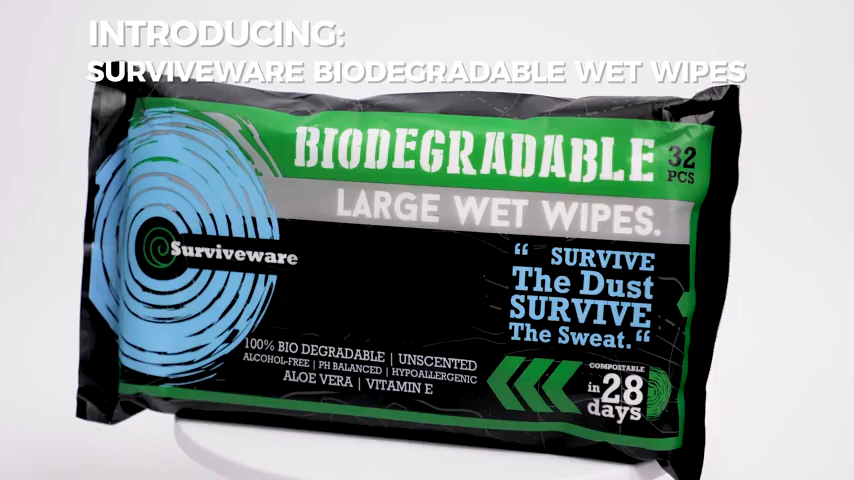 INTRODUCING:
SURVIVEWARE BIODEGRADABLE WET WIPES
BIODEGRADABLE
32
PCS
LARGE WET WIPES.
Surviveware
“ SURVIVE
The Dust
SURVIVE
The Sweat. “
100% BIO DEGRADABLE | UNSCENTED
ALCOHOL-FREE | PH BALANCED | HYPOALLERGENIC
ALOE VERA | VITAMIN E
COMPOSTABLE
in 28
days